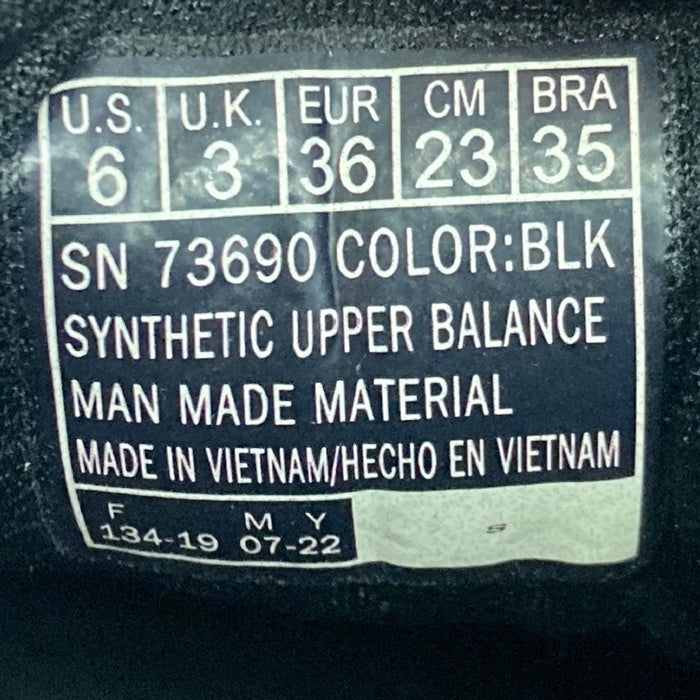 U.S. U.K. EUR CM BRA
6 3 36 23 35
SN 73690 COLOR:BLK
SYNTHETIC UPPER BALANCE
MAN MADE MATERIAL
MADE IN VIETNAM/HECHO EN VIETNAM
F M Y
134-19 07-22
S